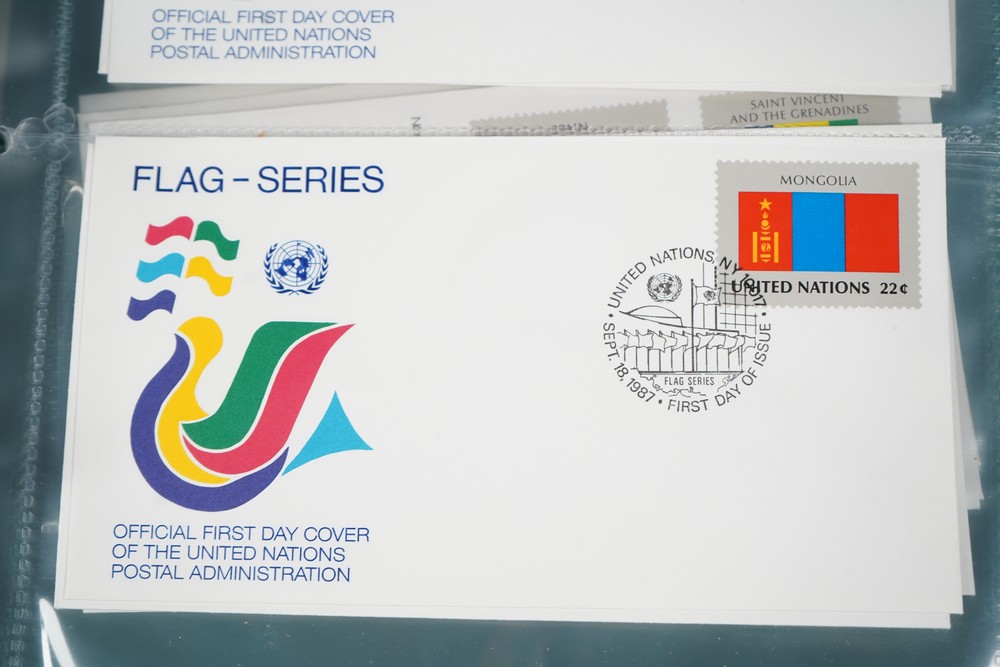 OFFICIAL FIRST DAY COVER
OF THE UNITED NATIONS
POSTAL ADMINISTRATION
SAINT VINCENT
AND THE GRENADINES
FLAG – SERIES
MONGOLIA
UNITED NATIONS 22¢
UNITED NATIONS, NY 10017
SEPT. 18, 1987 • FIRST DAY OF ISSUE
FLAG SERIES
OFFICIAL FIRST DAY COVER
OF THE UNITED NATIONS
POSTAL ADMINISTRATION